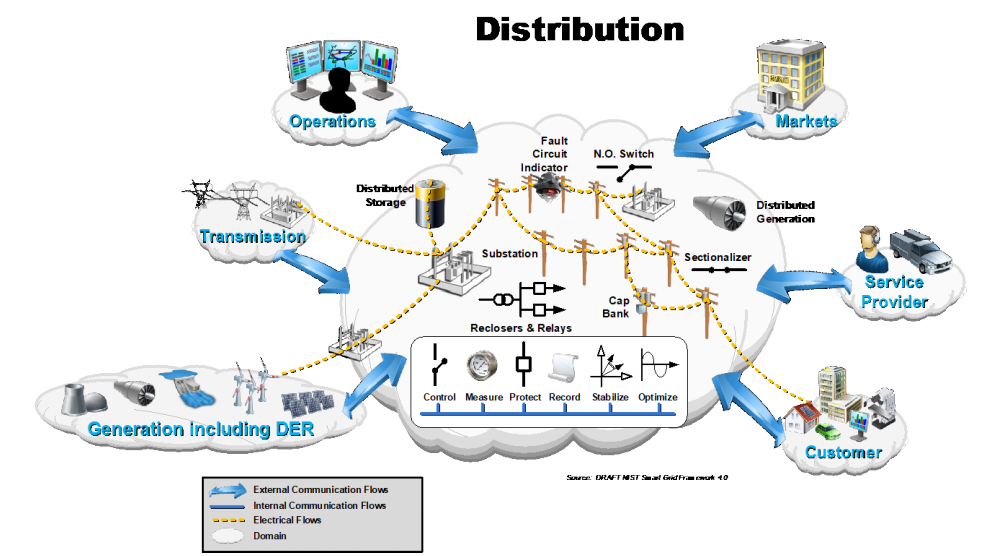 Distribution
Operations
Markets
MARKET
Fault
Circuit
Indicator
N.O. Switch
Distributed
Storage
Distributed
Generation
Transmission
Substation
Sectionalizer
Service
Provider
Cap
Bank
Reclosers & Relays
Control
Measure
Protect
Record
Stabilize
Optimize
Generation including DER
Customer
Source: DRAFT NIST Smart Grid Framework 4.0
External Communication Flows
Internal Communication Flows
Electrical Flows
Domain